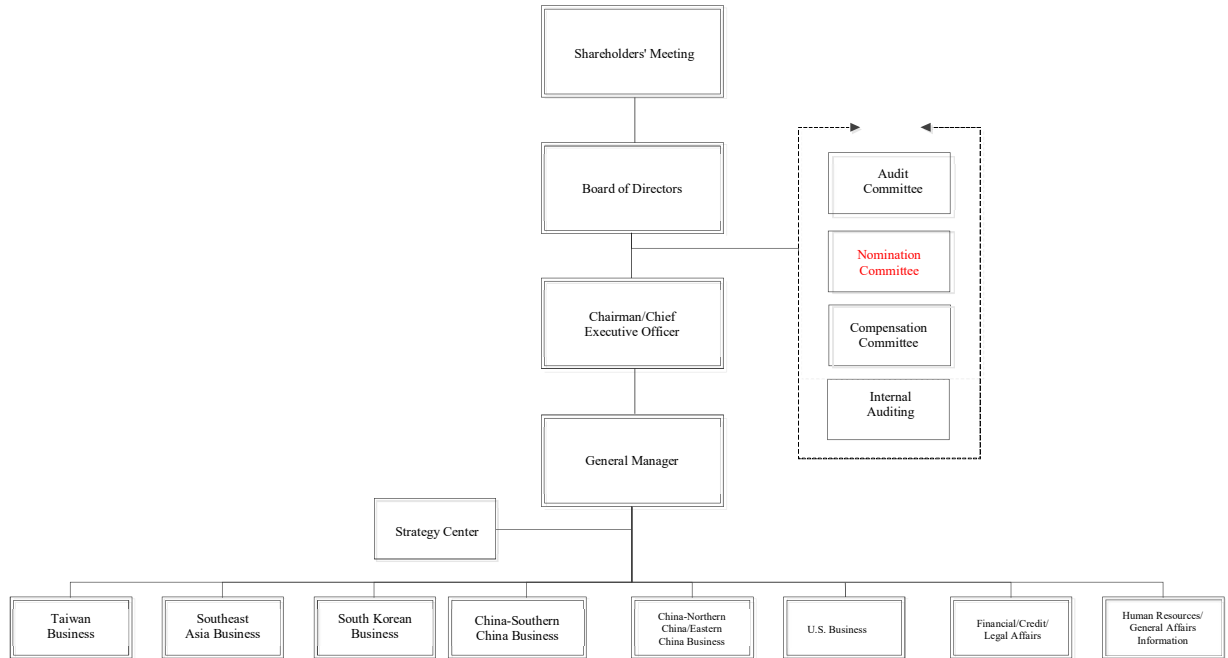 Shareholders' Meeting
Board of Directors
Audit
Committee
Nomination
Committee
Chairman/Chief
Executive Officer
Compensation
Committee
Internal
Auditing
General Manager
Strategy Center
Taiwan
Business
Southeast
Asia Business
South Korean
Business
China-Southern
China Business
China-Northern
China/Eastern
China Business
U.S. Business
Financial/Credit/
Legal Affairs
Human Resources/
General Affairs
Information